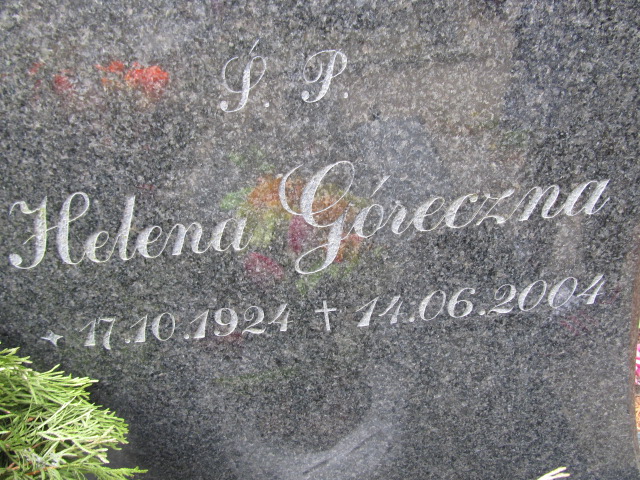 Ś. P.
Helena Góreczna
* 17.10.1924 † 14.06.2004